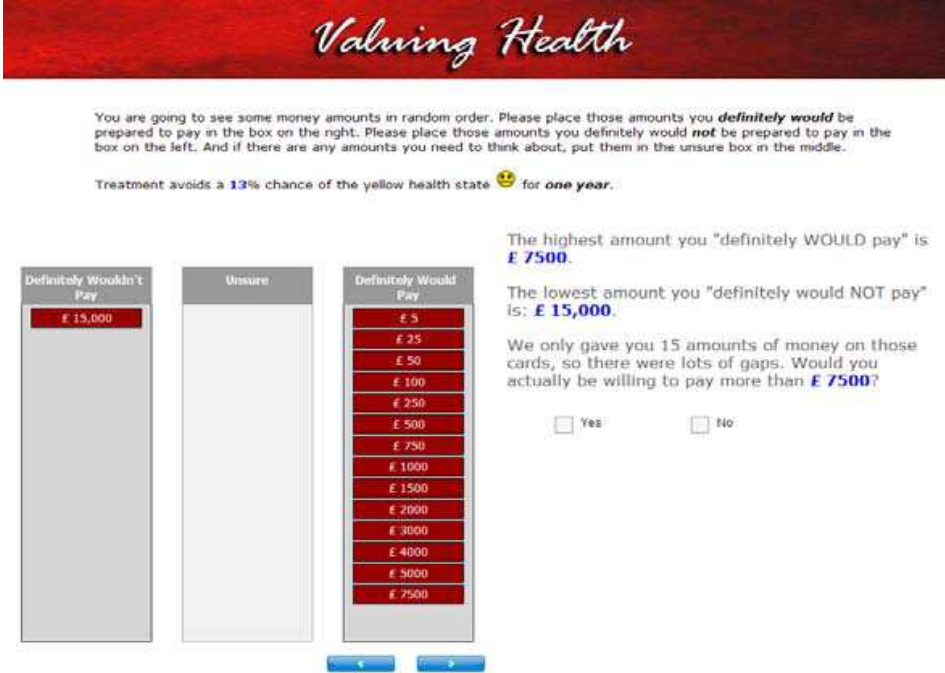 Valuing Health
You are going to see some money amounts in random order. Please place those amounts you definitely would be
prepared to pay in the box on the right. Please place those amounts you definitely would not be prepared to pay in the
box on the left. And if there are any amounts you need to think about, put them in the unsure box in the middle.
Treatment avoids a 13% chance of the yellow health state for one year.
Definitely Wouldn't
Pay
£ 15,000
Unsure
Definitely Would
Pay
£ 5
£ 25
£ 50
£ 100
£ 250
£ 500
£ 750
£ 1000
£ 1500
£ 2000
£ 3000
£ 4000
£ 5000
£ 7500
The highest amount you "definitely WOULD pay" is
£ 7500.
The lowest amount you "definitely would NOT pay"
is: £ 15,000.
We only gave you 15 amounts of money on those
cards, so there were lots of gaps. Would you
actually be willing to pay more than £ 7500?
Yes No